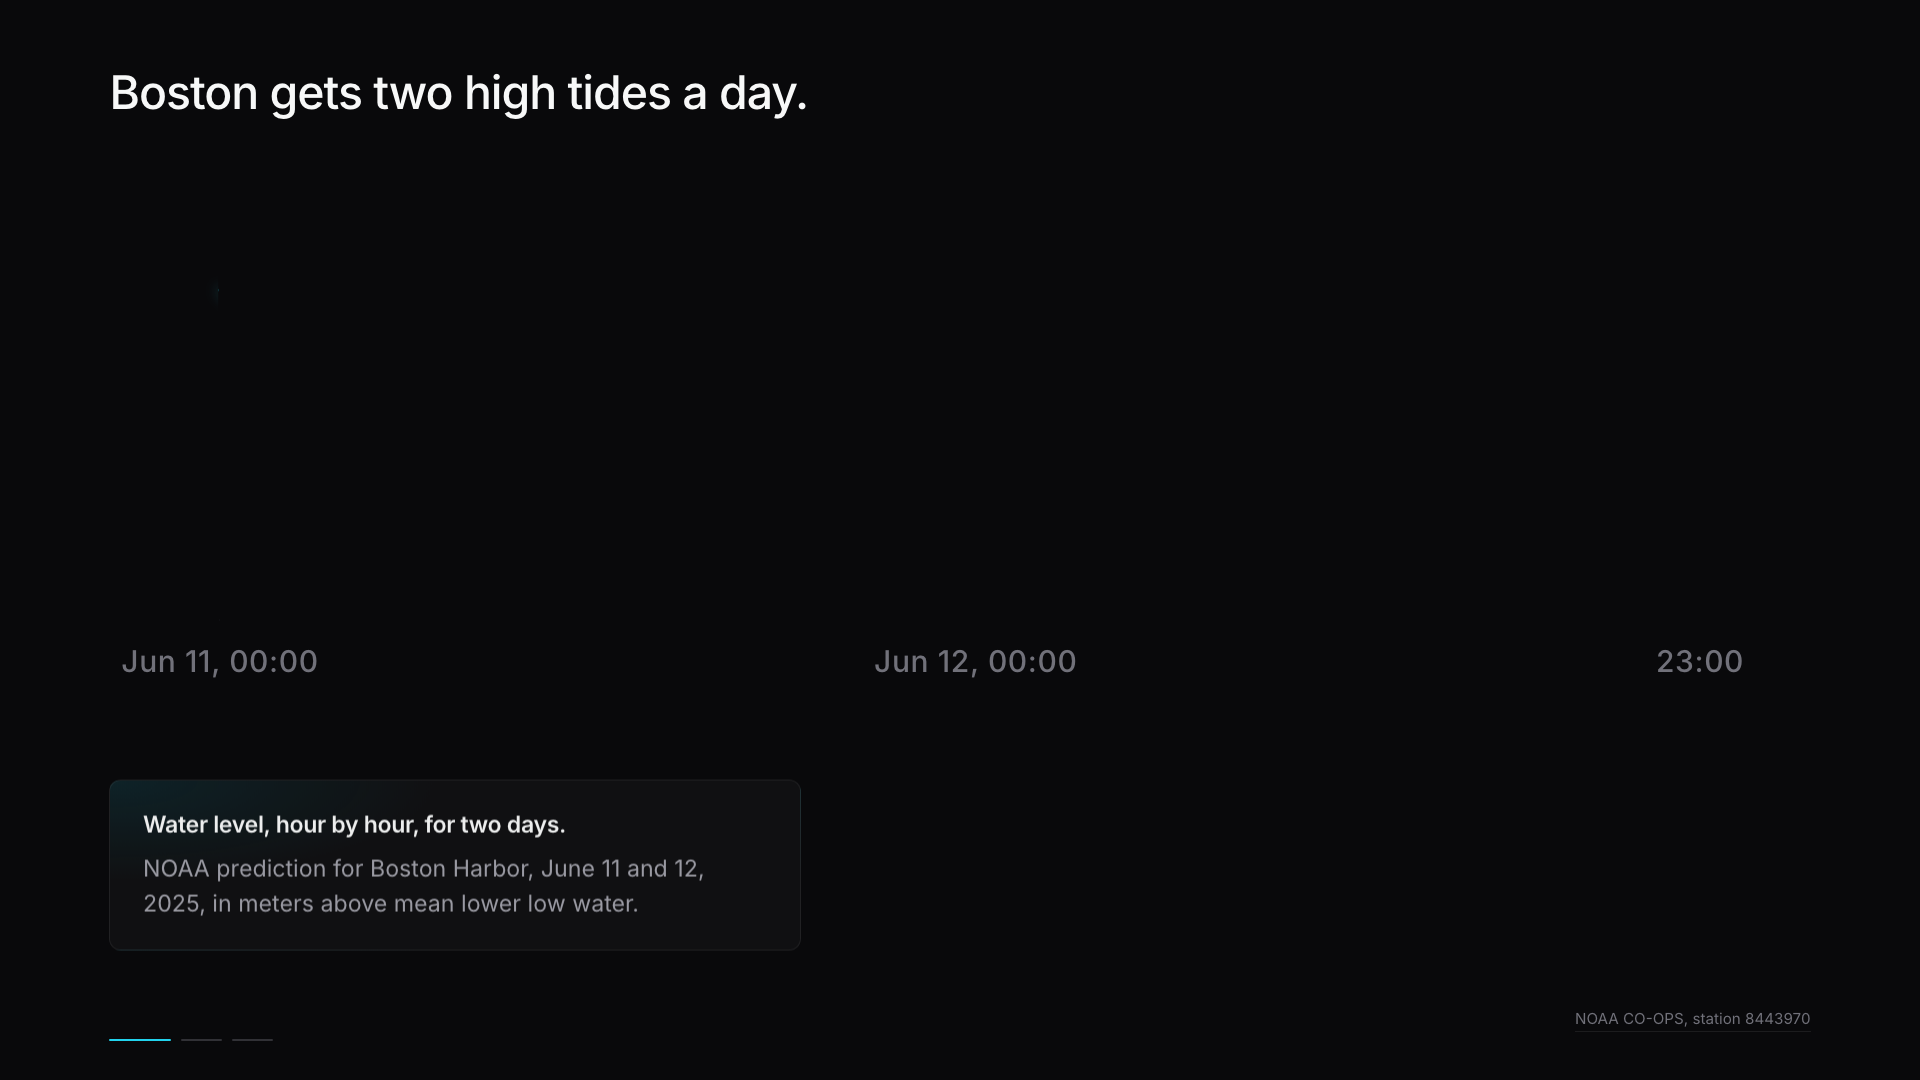 Boston gets two high tides a day.
Jun 11, 00:00
Jun 12, 00:00
23:00
Water level, hour by hour, for two days.
NOAA prediction for Boston Harbor, June 11 and 12,
2025, in meters above mean lower low water.
NOAA CO-OPS, station 8443970